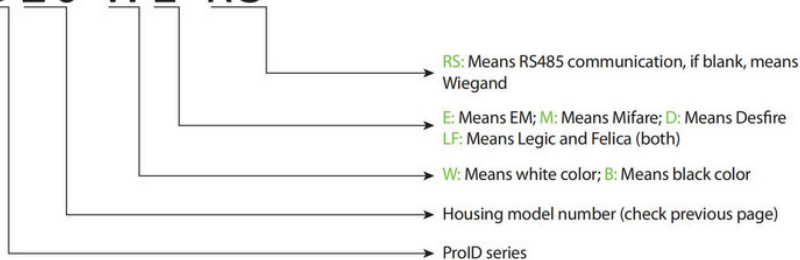 RS: Means RS485 communication, if blank, means
Wiegand
E: Means EM; M: Means Mifare; D: Means Desfire
LF: Means Legic and Felica (both)
W: Means white color; B: Means black color
Housing model number (check previous page)
ProID series